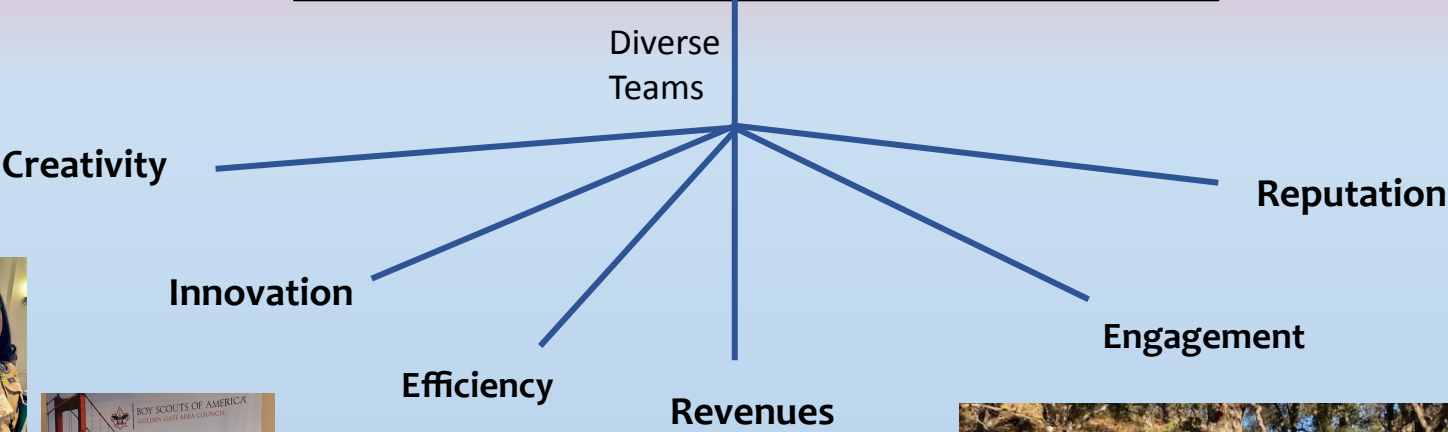 Diverse
Teams
Creativity
Reputation
Innovation
Engagement
Efficiency
Revenues
BOY SCOUTS OF AMERICA
GOLDEN GATE AREA COUNCIL